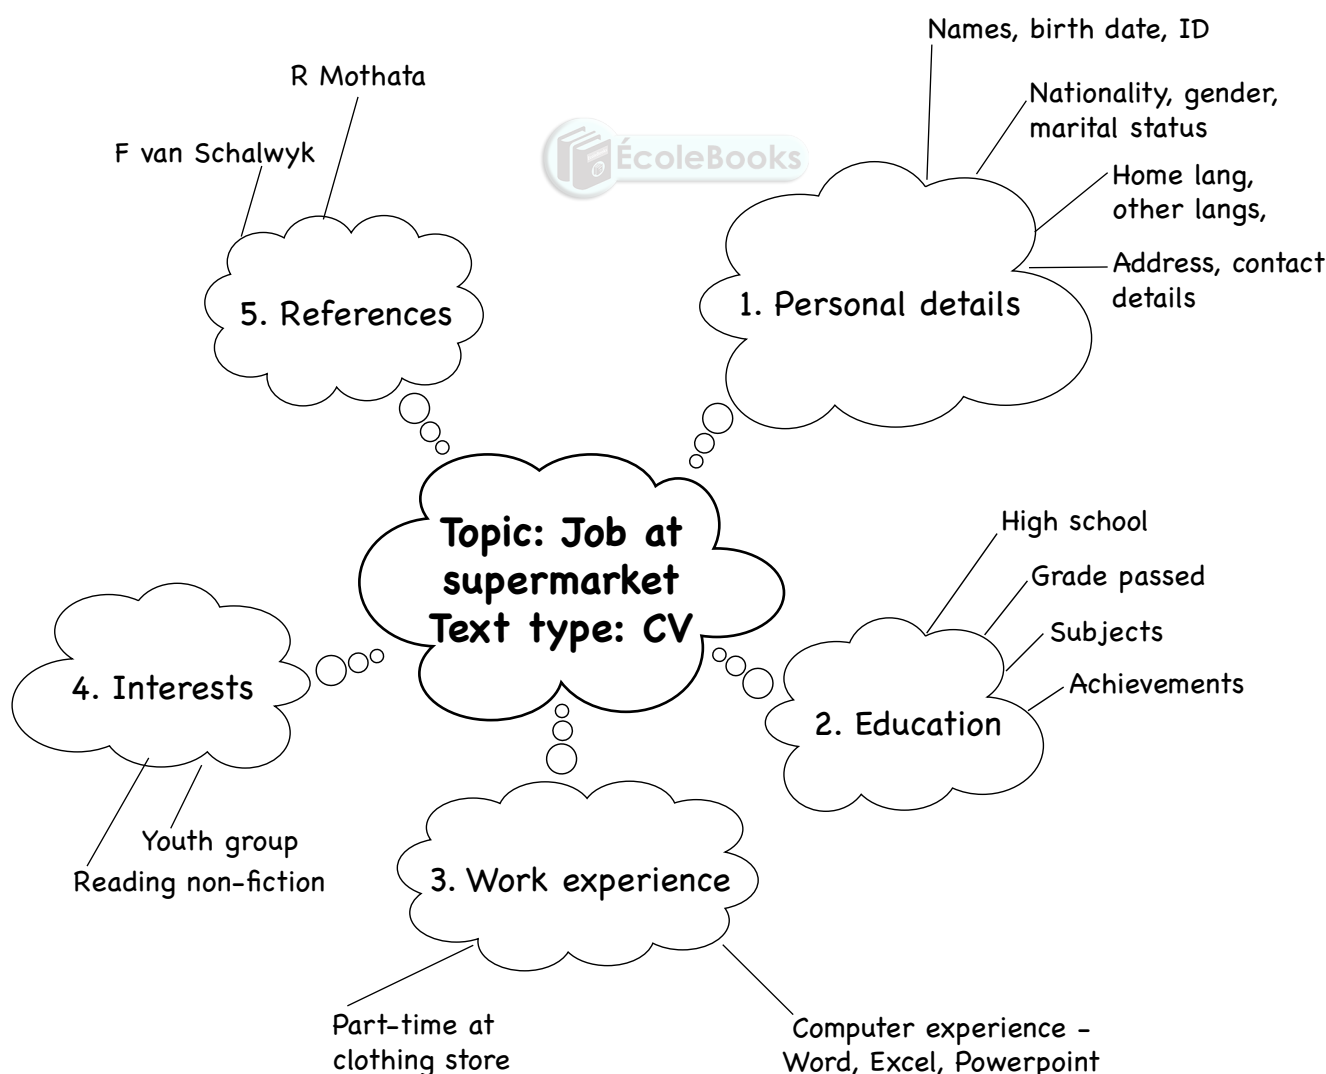 Names, birth date, ID
Nationality, gender,
marital status
Home lang,
other langs,
Address, contact
details
1. Personal details
R Mothata
F van Schalwyk
5. References
ÉcoleBooks
Topic: Job at
supermarket
Text type: CV
High school
Grade passed
Subjects
Achievements
2. Education
4. Interests
Youth group
Reading non-fiction
3. Work experience
Part-time at
clothing store
Computer experience -
Word, Excel, Powerpoint